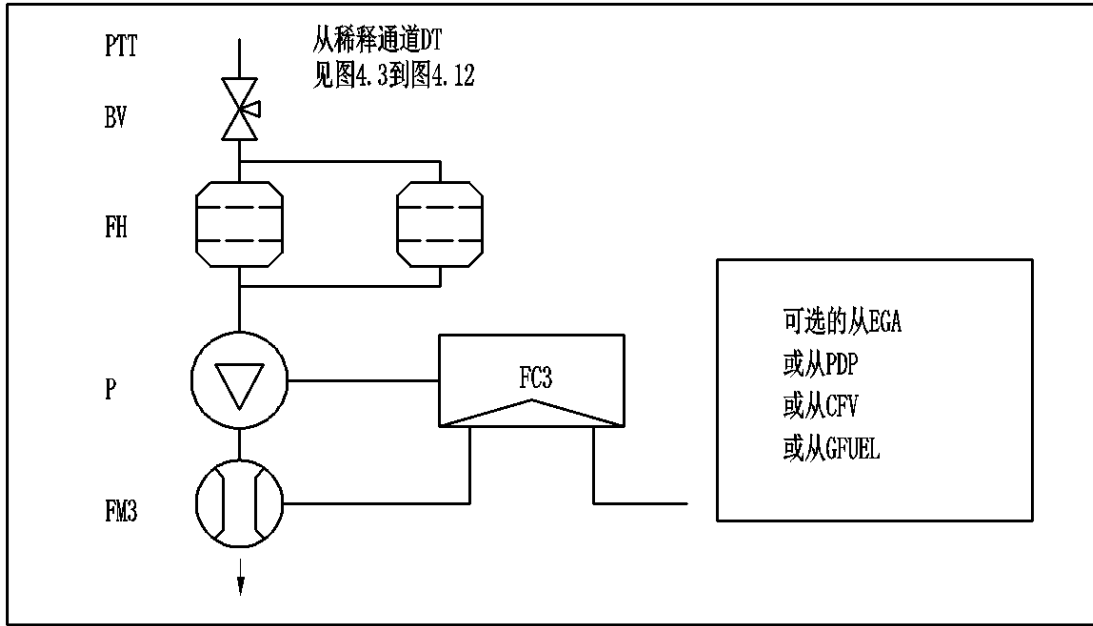 PTT
从稀释通道DT
见图4.3到图4.12
BV
FH
P
FC3
FM3
可选的从EGA
或从PDP
或从CFV
或从GFUEL